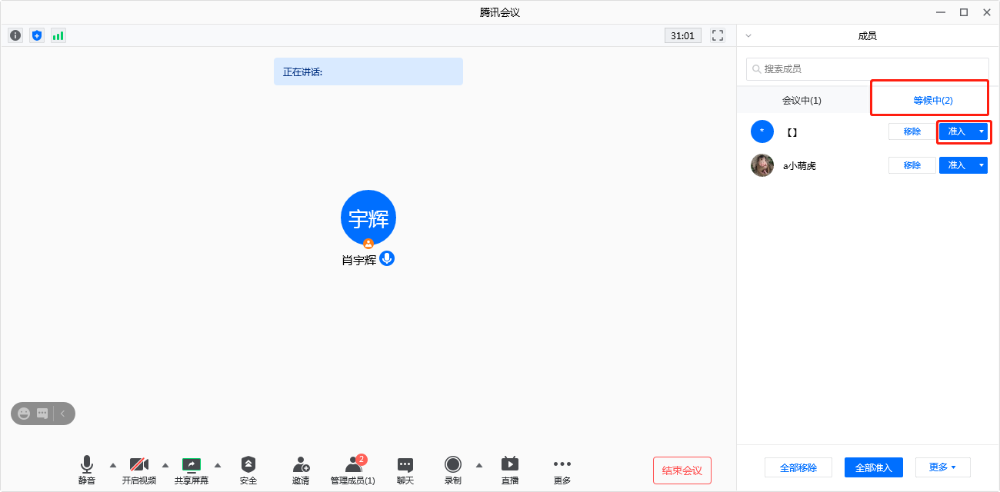 腾讯会议
31:01
成员
正在讲话:
搜索成员
会议中(1)
等候中(2)
*
【】
移除
准入
a小萌虎
移除
准入
宇辉
肖宇辉
静音
开启视频
共享屏幕
安全
邀请
2
管理成员(1)
聊天
录制
直播
更多
结束会议
全部移除
全部准入
更多